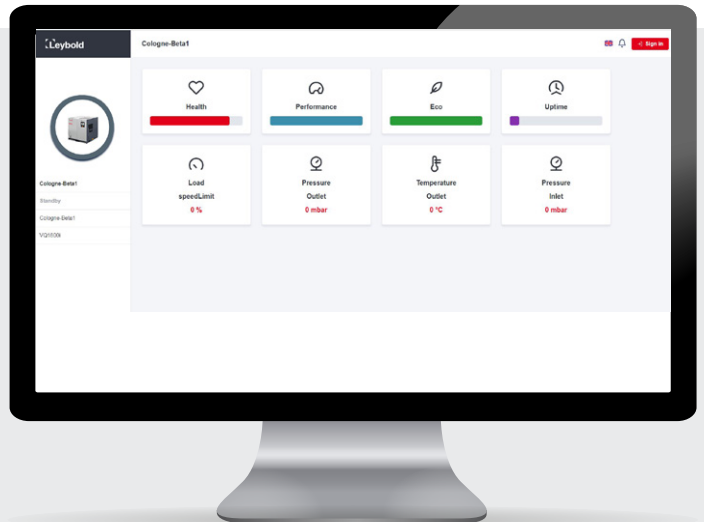 Leybold
Cologne-Beta1
Sign In
Health
Performance
Eco
Uptime
Load
speedLimit
0 %
Pressure
Outlet
0 mbar
Temperature
Outlet
0 °C
Pressure
Inlet
0 mbar
Cologne-Beta1
Standby
Cologne-Beta1